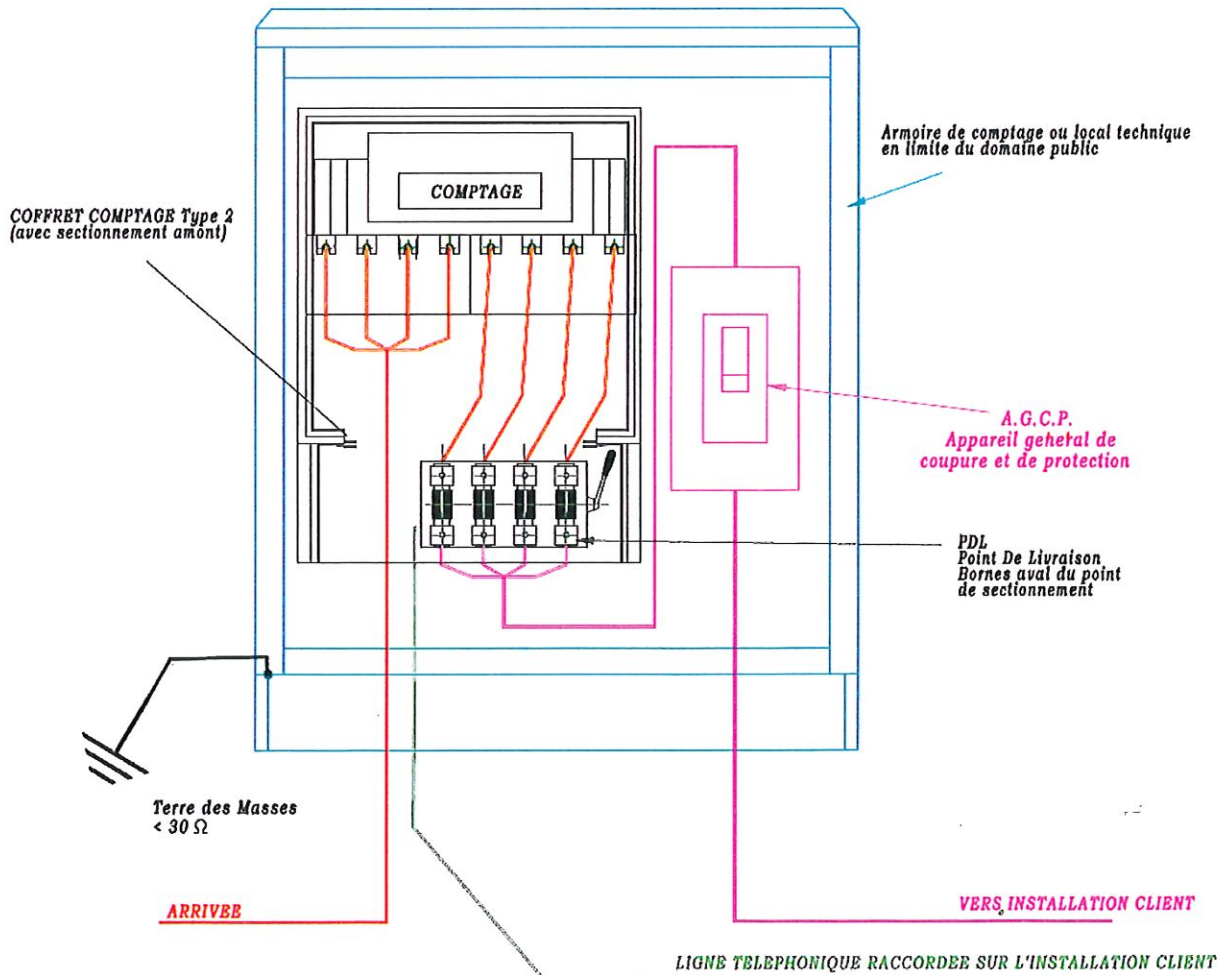 Armoire de comptage ou local technique
en limite du domaine public
COMPTAGE
COFFRET COMPTAGE Type 2
(avec sectionnement amont)
A.G.C.P.
Appareil geheral de
coupure et de protection
PDL
Point De Livraison
Bornes aval du point
de sectionnement
Terre des Masses
< 30 Ω
ARRIVEE
VERS INSTALLATION CLIENT
LIGNE TELEPHONIQUE RACCORDEE SUR L'INSTALLATION CLIENT